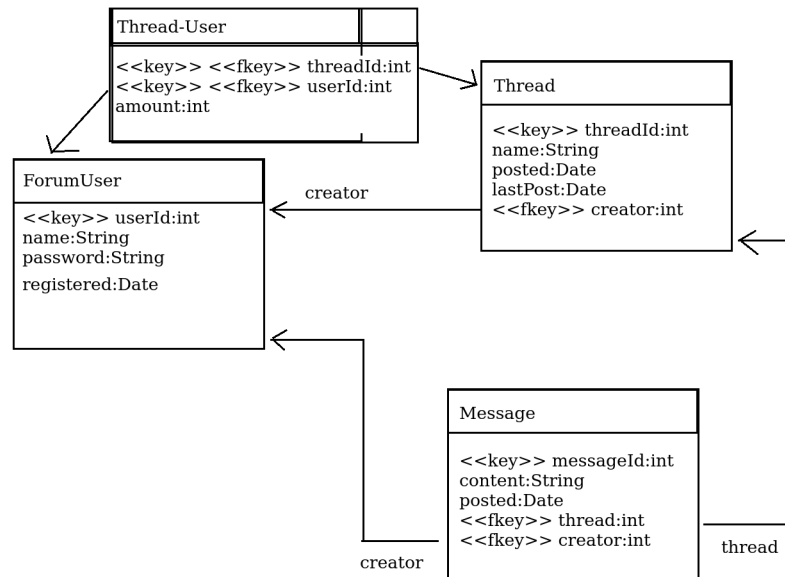 Thread-User
<<key>> <<fkey>> threadId:int
<<key>> <<fkey>> userId:int
amount:int
Thread
<<key>> threadId:int
name:String
posted:Date
lastPost:Date
<<fkey>> creator:int
ForumUser
<<key>> userId:int
name:String
password:String
registered:Date
creator
Message
<<key>> messageId:int
content:String
posted:Date
<<fkey>> thread:int
<<fkey>> creator:int
creator
thread